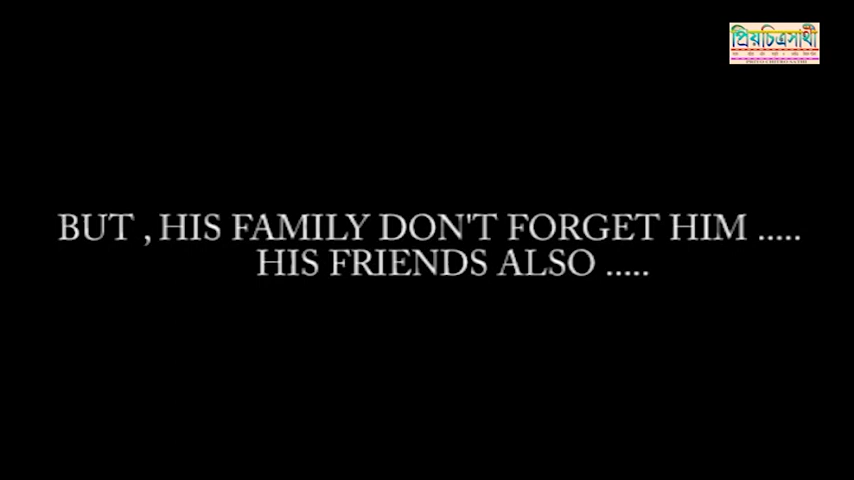 প্রিয়চিত্রসাথী
BUT , HIS FAMILY DON'T FORGET HIM .....
HIS FRIENDS ALSO .....